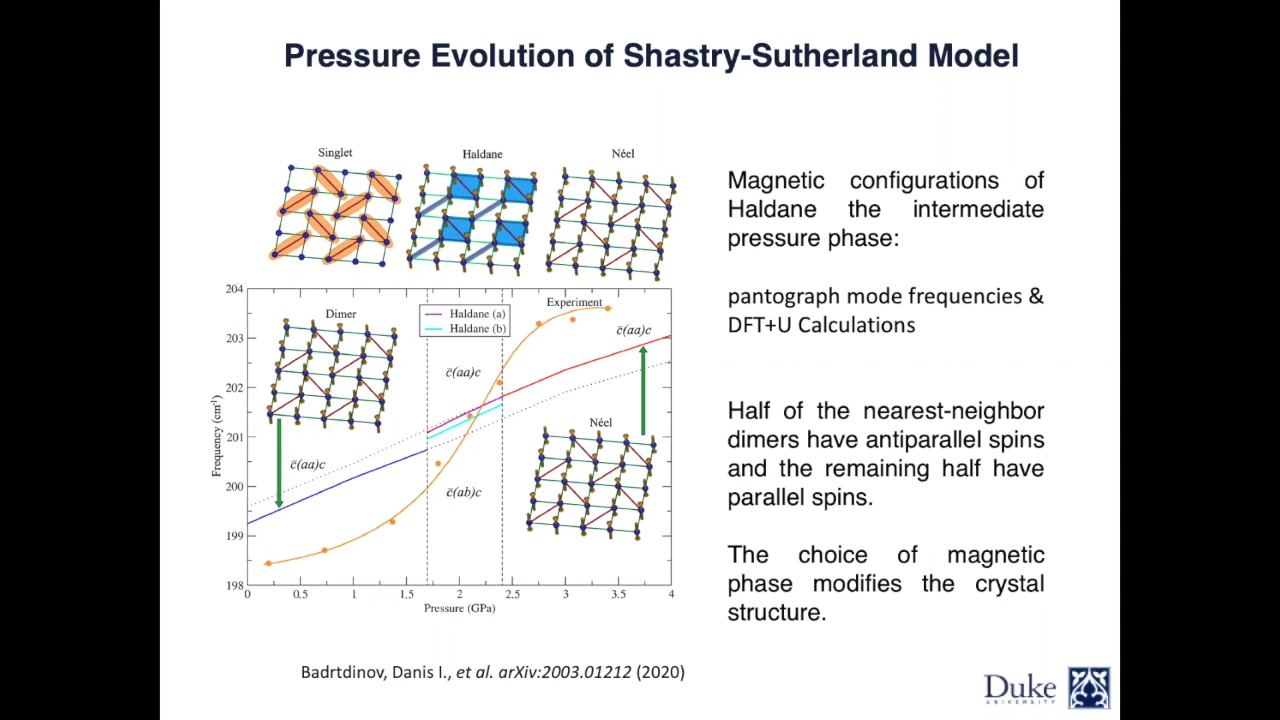 Pressure Evolution of Shastry-Sutherland Model
Singlet
Haldane
Néel
204
203
202
201
200
199
198
Frequency (cm⁻¹)
Dimer
Haldane (a)
Haldane (b)
Experiment
c̄(aa)c
c̄(aa)c
c̄(aa)c
c̄(ab)c
Néel
0
0.5
1
1.5
2
2.5
3
3.5
4
Pressure (GPa)
Magnetic configurations of
Haldane the intermediate
pressure phase:
pantograph mode frequencies &
DFT+U Calculations
Half of the nearest-neighbor
dimers have antiparallel spins
and the remaining half have
parallel spins.
The choice of magnetic
phase modifies the crystal
structure.
Badrtdinov, Danis I., et al. arXiv:2003.01212 (2020)
Duke
UNIVERSITY